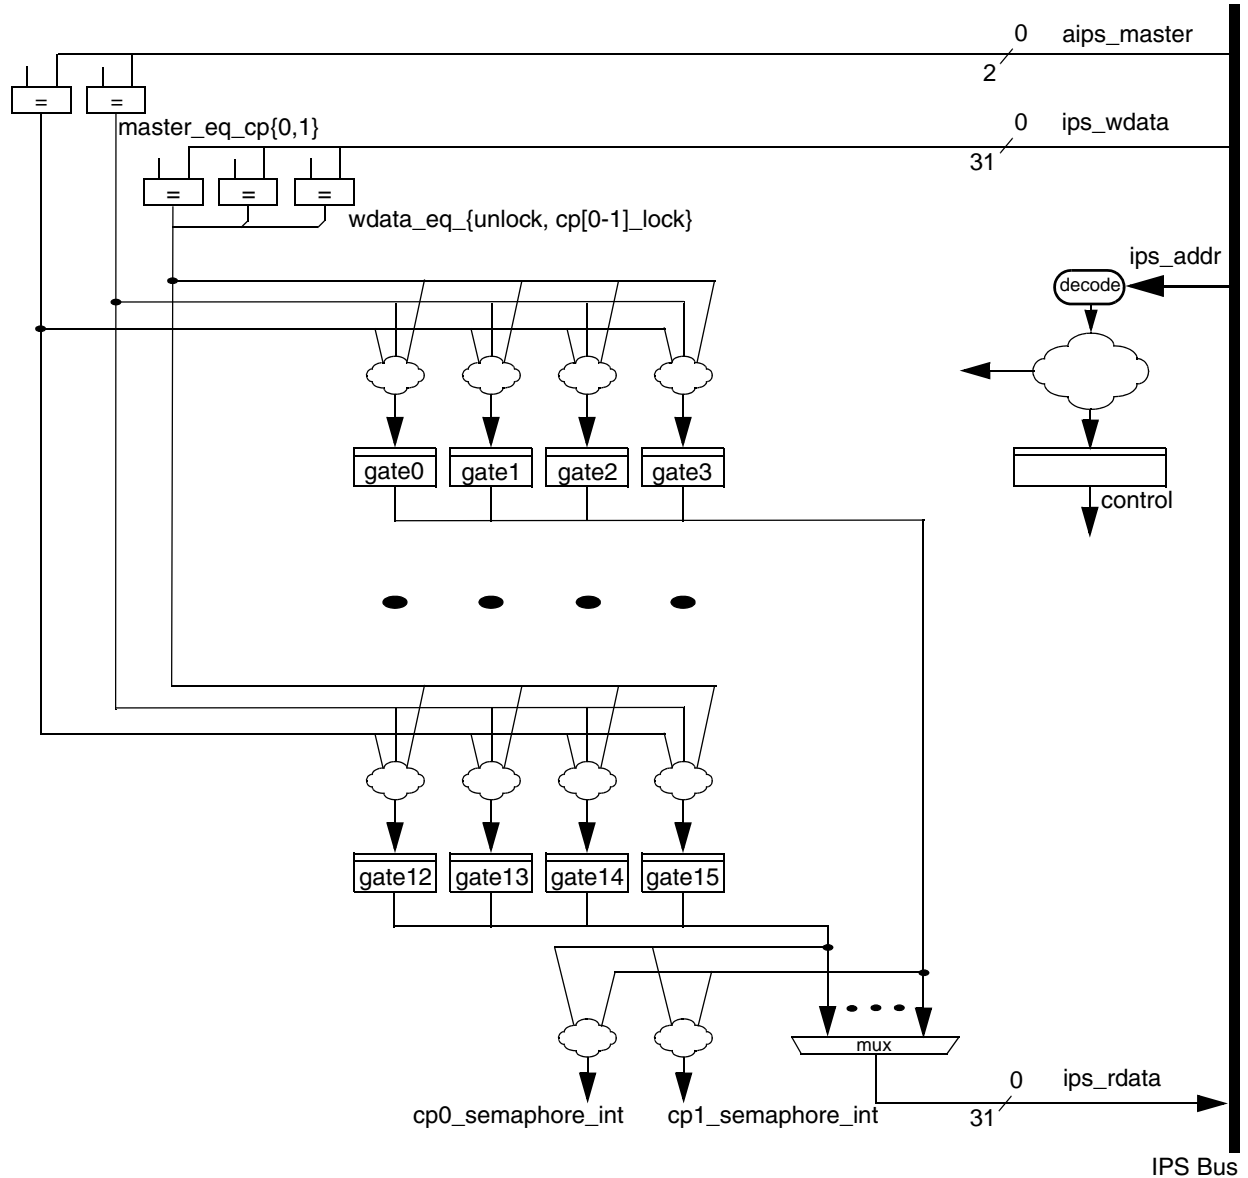 0 aips_master
2
= =
master_eq_cp{0,1}
0 ips_wdata
31
= = =
wdata_eq_{unlock, cp[0-1]_lock}
ips_addr
decode
gate0 gate1 gate2 gate3
control
gate12 gate13 gate14 gate15
mux
0 ips_rdata
31
cp0_semaphore_int cp1_semaphore_int
IPS Bus